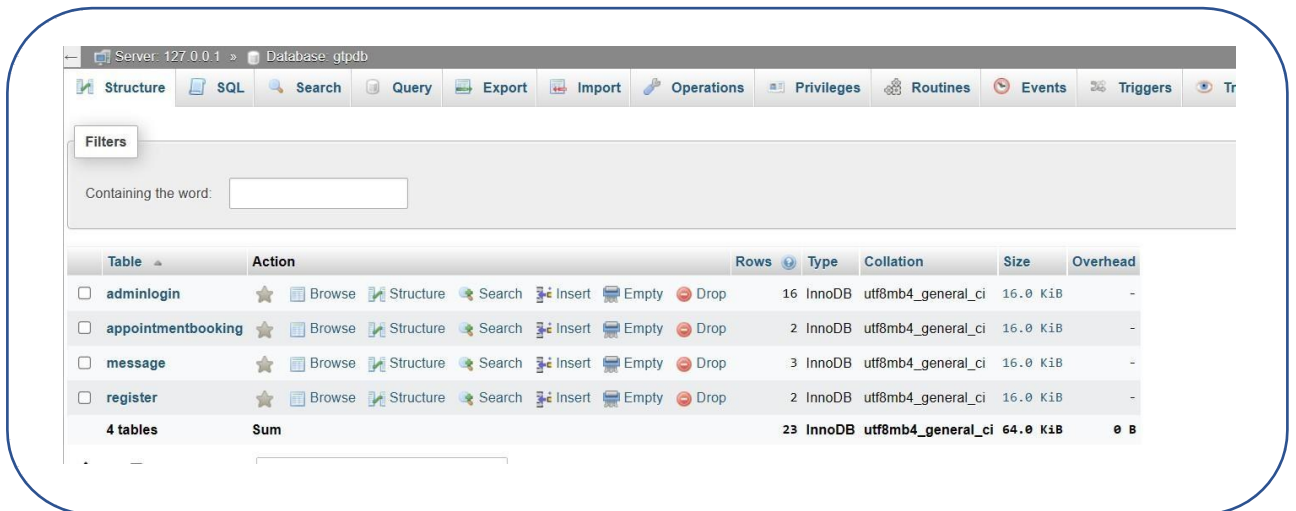 Server: 127.0.0.1 » Database: gtpdb
Structure SQL Search Query Export Import Operations Privileges Routines Events Triggers Tr
Filters
Containing the word:
Table Action Rows Type Collation Size Overhead
adminlogin Browse Structure Search Insert Empty Drop 16 InnoDB utf8mb4_general_ci 16.0 KiB -
appointmentbooking Browse Structure Search Insert Empty Drop 2 InnoDB utf8mb4_general_ci 16.0 KiB -
message Browse Structure Search Insert Empty Drop 3 InnoDB utf8mb4_general_ci 16.0 KiB -
register Browse Structure Search Insert Empty Drop 2 InnoDB utf8mb4_general_ci 16.0 KiB -
4 tables Sum 23 InnoDB utf8mb4_general_ci 64.0 KiB 0 B